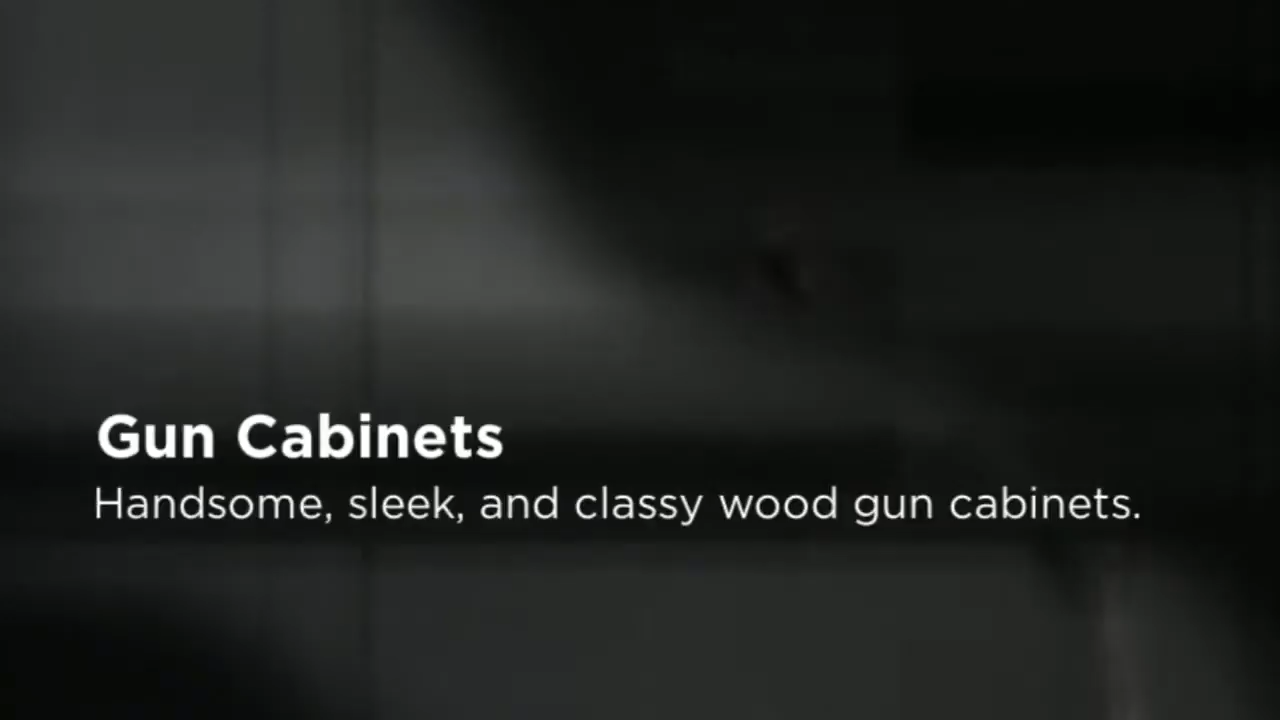 Gun Cabinets
Handsome, sleek, and classy wood gun cabinets.